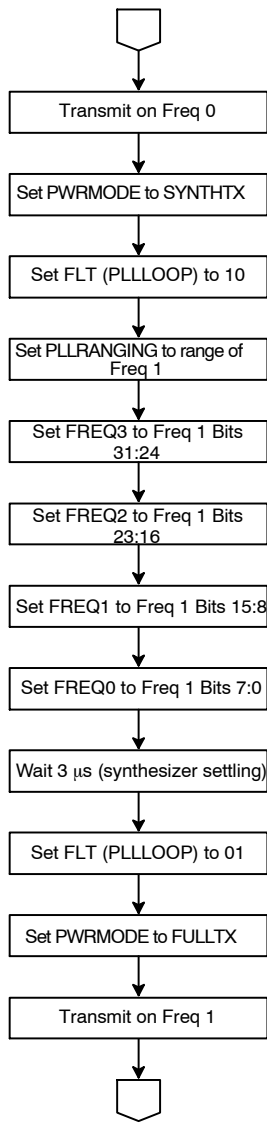 Transmit on Freq 0
Set PWRMODE to SYNTHTX
Set FLT (PLLLOOP) to 10
Set PLLRANGING to range of
Freq 1
Set FREQ3 to Freq 1 Bits
31:24
Set FREQ2 to Freq 1 Bits
23:16
Set FREQ1 to Freq 1 Bits 15:8
Set FREQ0 to Freq 1 Bits 7:0
Wait 3 μs (synthesizer settling)
Set FLT (PLLLOOP) to 01
Set PWRMODE to FULLTX
Transmit on Freq 1